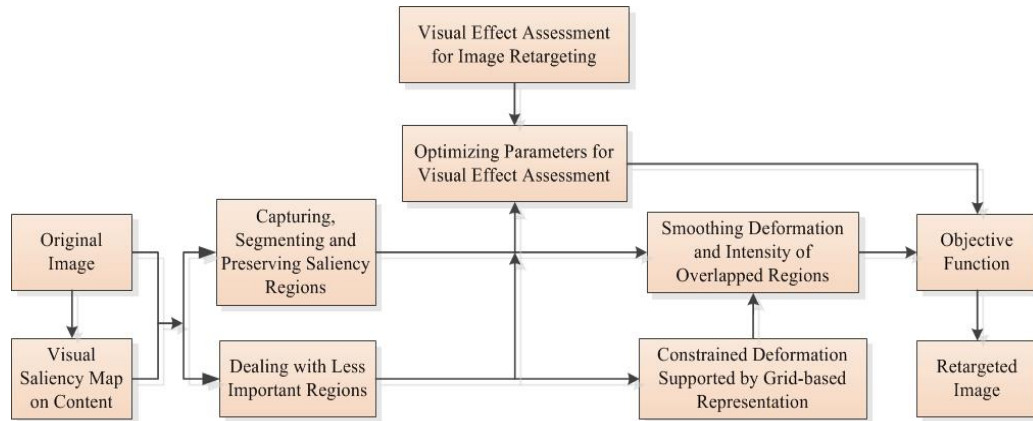 Visual Effect Assessment
for Image Retargeting
Optimizing Parameters for
Visual Effect Assessment
Original
Image
Capturing,
Segmenting and
Preserving Saliency
Regions
Smoothing Deformation
and Intensity of
Overlapped Regions
Objective
Function
Visual
Saliency Map
on Content
Dealing with Less
Important Regions
Constrained Deformation
Supported by Grid-based
Representation
Retargeted
Image